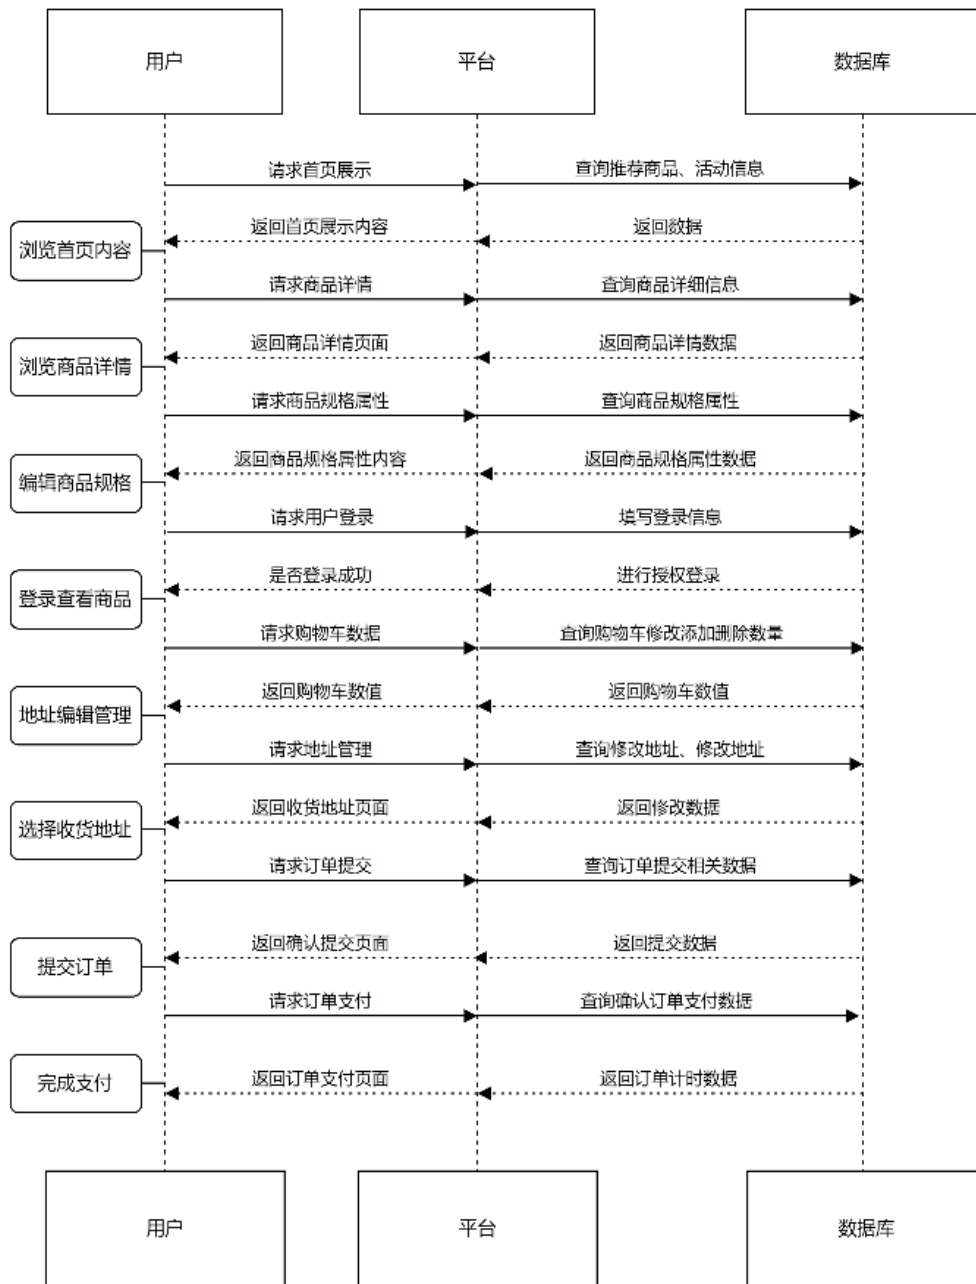 用户
平台
数据库
请求首页展示
查询推荐商品、活动信息
返回首页展示内容
返回数据
浏览首页内容
请求商品详情
查询商品详细信息
返回商品详情页面
返回商品详情数据
浏览商品详情
请求商品规格属性
查询商品规格属性
返回商品规格属性内容
返回商品规格属性数据
编辑商品规格
请求用户登录
填写登录信息
是否登录成功
进行授权登录
登录查看商品
请求购物车数据
查询购物车修改添加删除数量
返回购物车数值
返回购物车数值
地址编辑管理
请求地址管理
查询修改地址、修改地址
返回收货地址页面
返回修改数据
选择收货地址
请求订单提交
查询订单提交相关数据
返回确认提交页面
返回提交数据
提交订单
请求订单支付
查询确认订单支付数据
返回订单支付页面
返回订单计时数据
完成支付
用户
平台
数据库